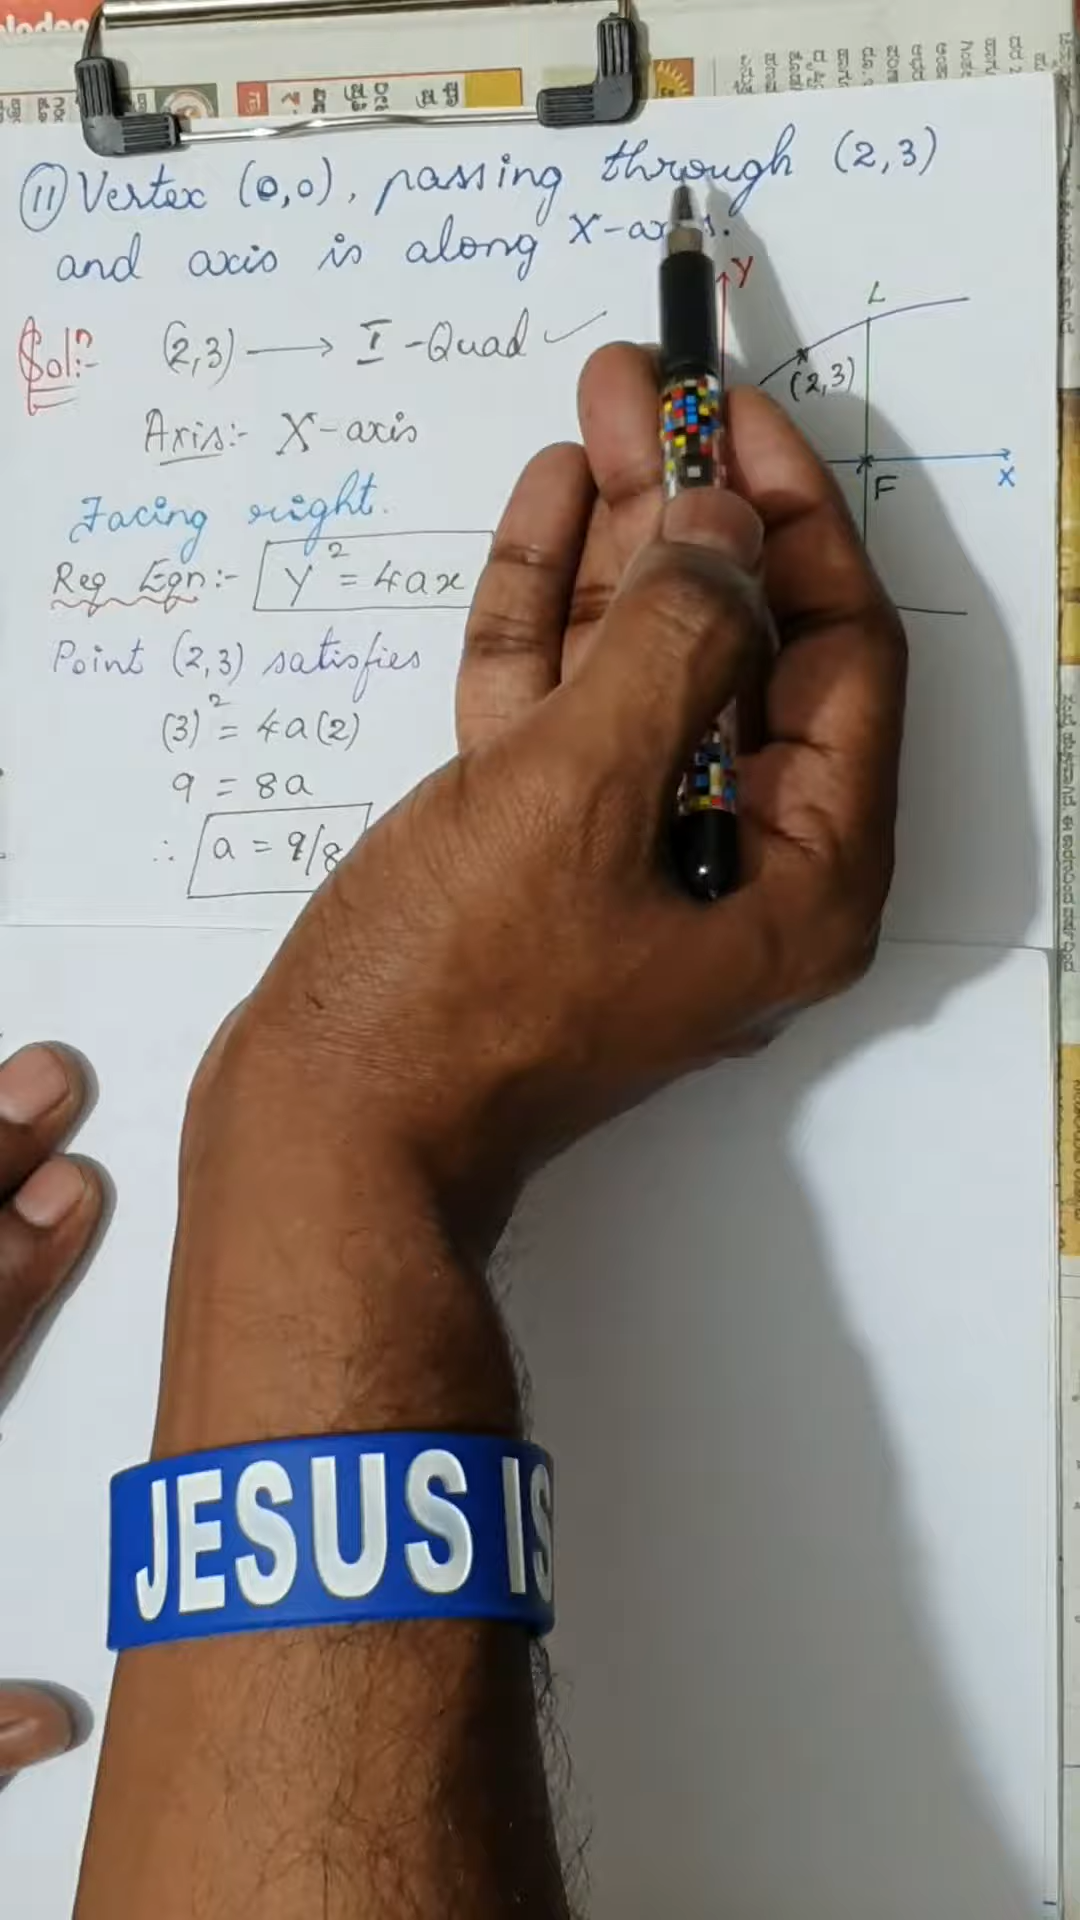 ⑪ Vertex (0,0), passing through (2,3)
and axis is along X-axis.
Sol:- (2,3) → I-Quad ✓
Axis:- X-axis
Facing right.
Req Eqn:- y² = 4ax
Point (2,3) satisfies
(3)² = 4a(2)
9 = 8a
∴ a = 9/8
Y
L
(2,3)
X
F
JESUS IS